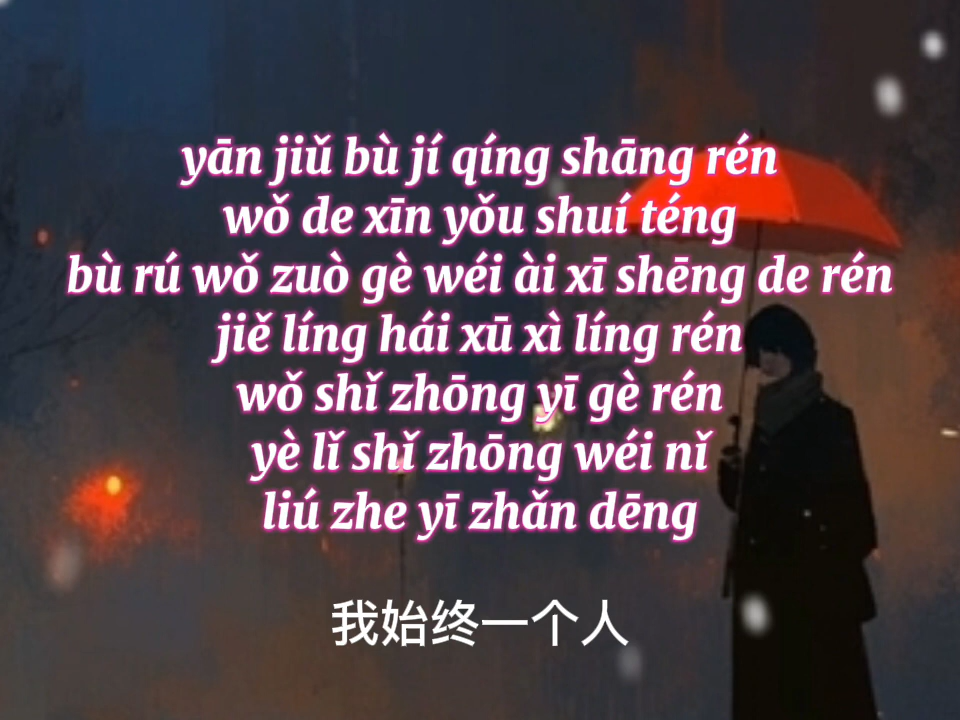 yān jiǔ bù jí qíng shāng rén
wǒ de xīn yǒu shuí téng
bù rú wǒ zuò gè wéi ài xī shēng de rén
jiě líng hái xū xì líng rén
wǒ shǐ zhōng yī gè rén
yè lǐ shǐ zhōng wéi nǐ
liú zhe yī zhǎn dēng
我始终一个人